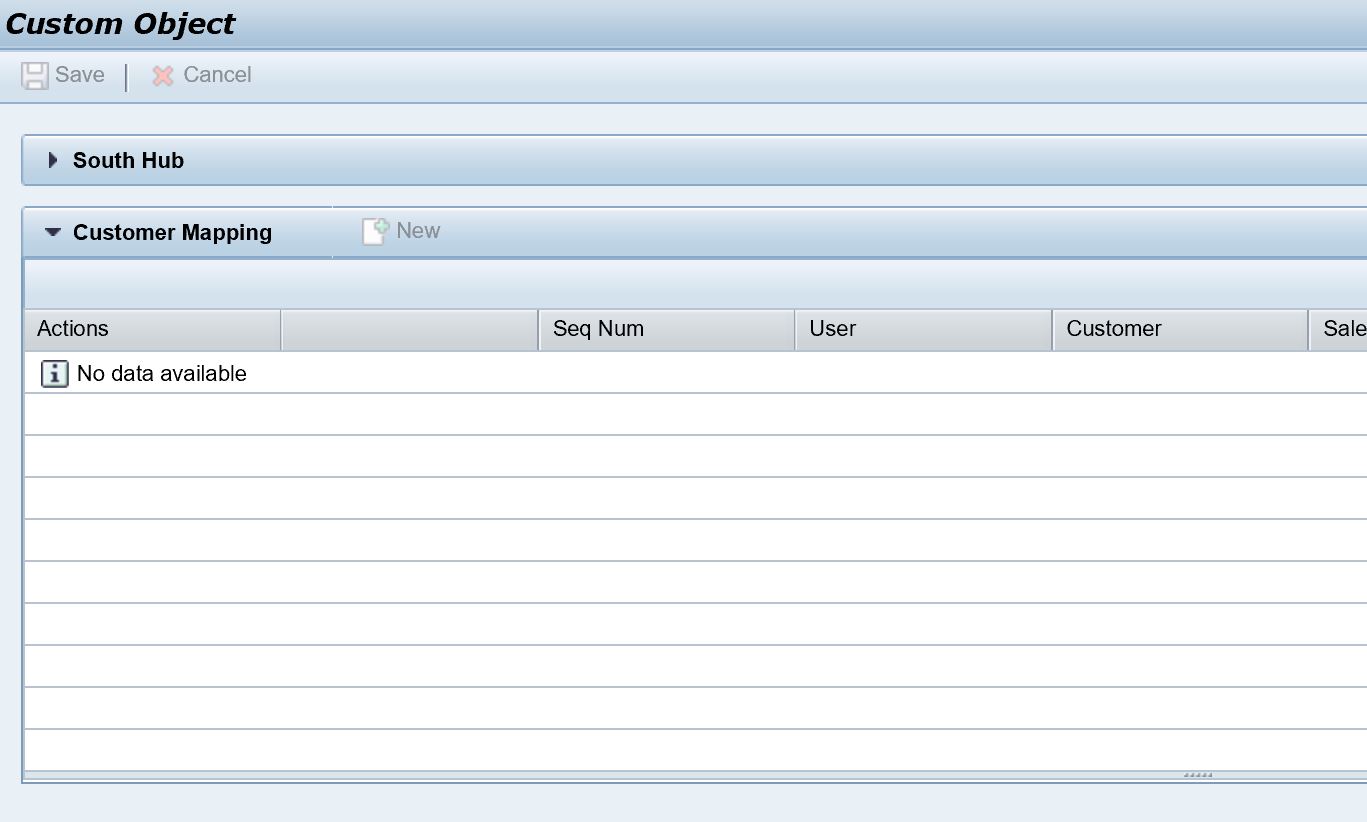 Custom Object
Save Cancel
South Hub
Customer Mapping New
Actions Seq Num User Customer Sale
No data available